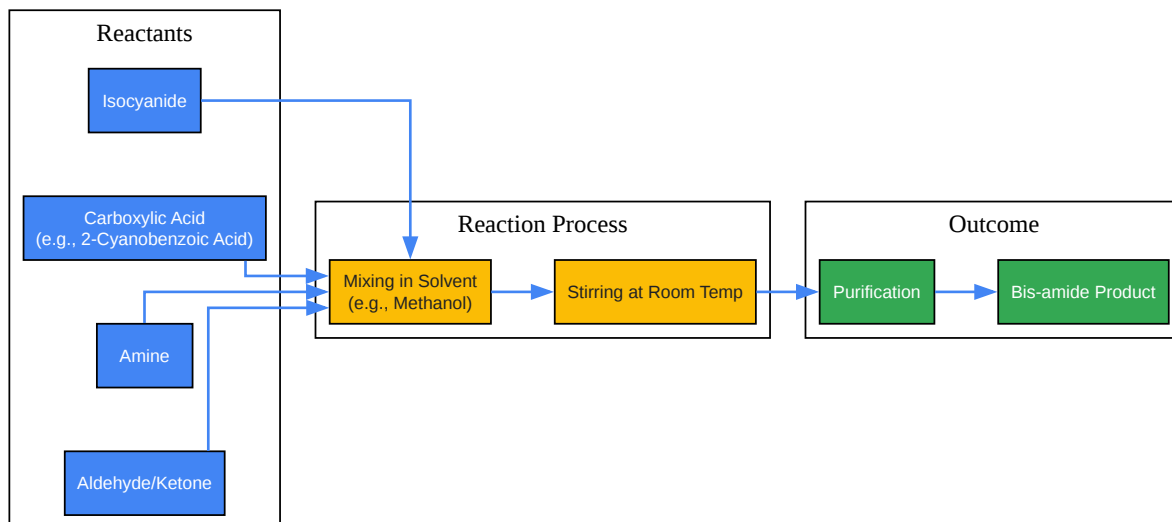 Reactants
Isocyanide
Carboxylic Acid
(e.g., 2-Cyanobenzoic Acid)
Amine
Aldehyde/Ketone
Reaction Process
Mixing in Solvent
(e.g., Methanol)
Stirring at Room Temp
Outcome
Purification
Bis-amide Product